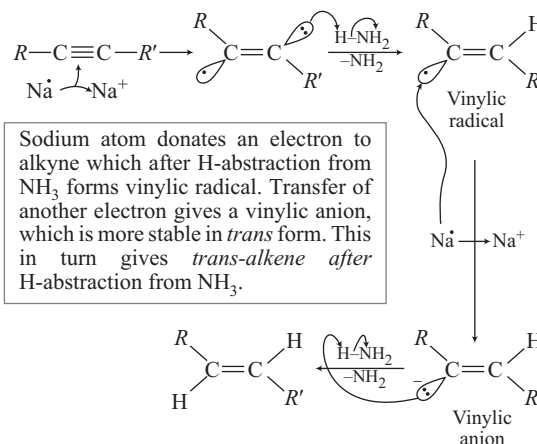 R—C≡C—R′
Na• Na⁺
R C=C R′
H–NH₂
–NH₂
R C=C H R′
Vinylic
radical
Sodium atom donates an electron to
alkyne which after H-abstraction from
NH₃ forms vinylic radical. Transfer of
another electron gives a vinylic anion,
which is more stable in trans form. This
in turn gives trans-alkene after
H-abstraction from NH₃.
Na• Na⁺
R C=C H H R′
H–NH₂
–NH₂
R C=C H R′
–
Vinylic
anion